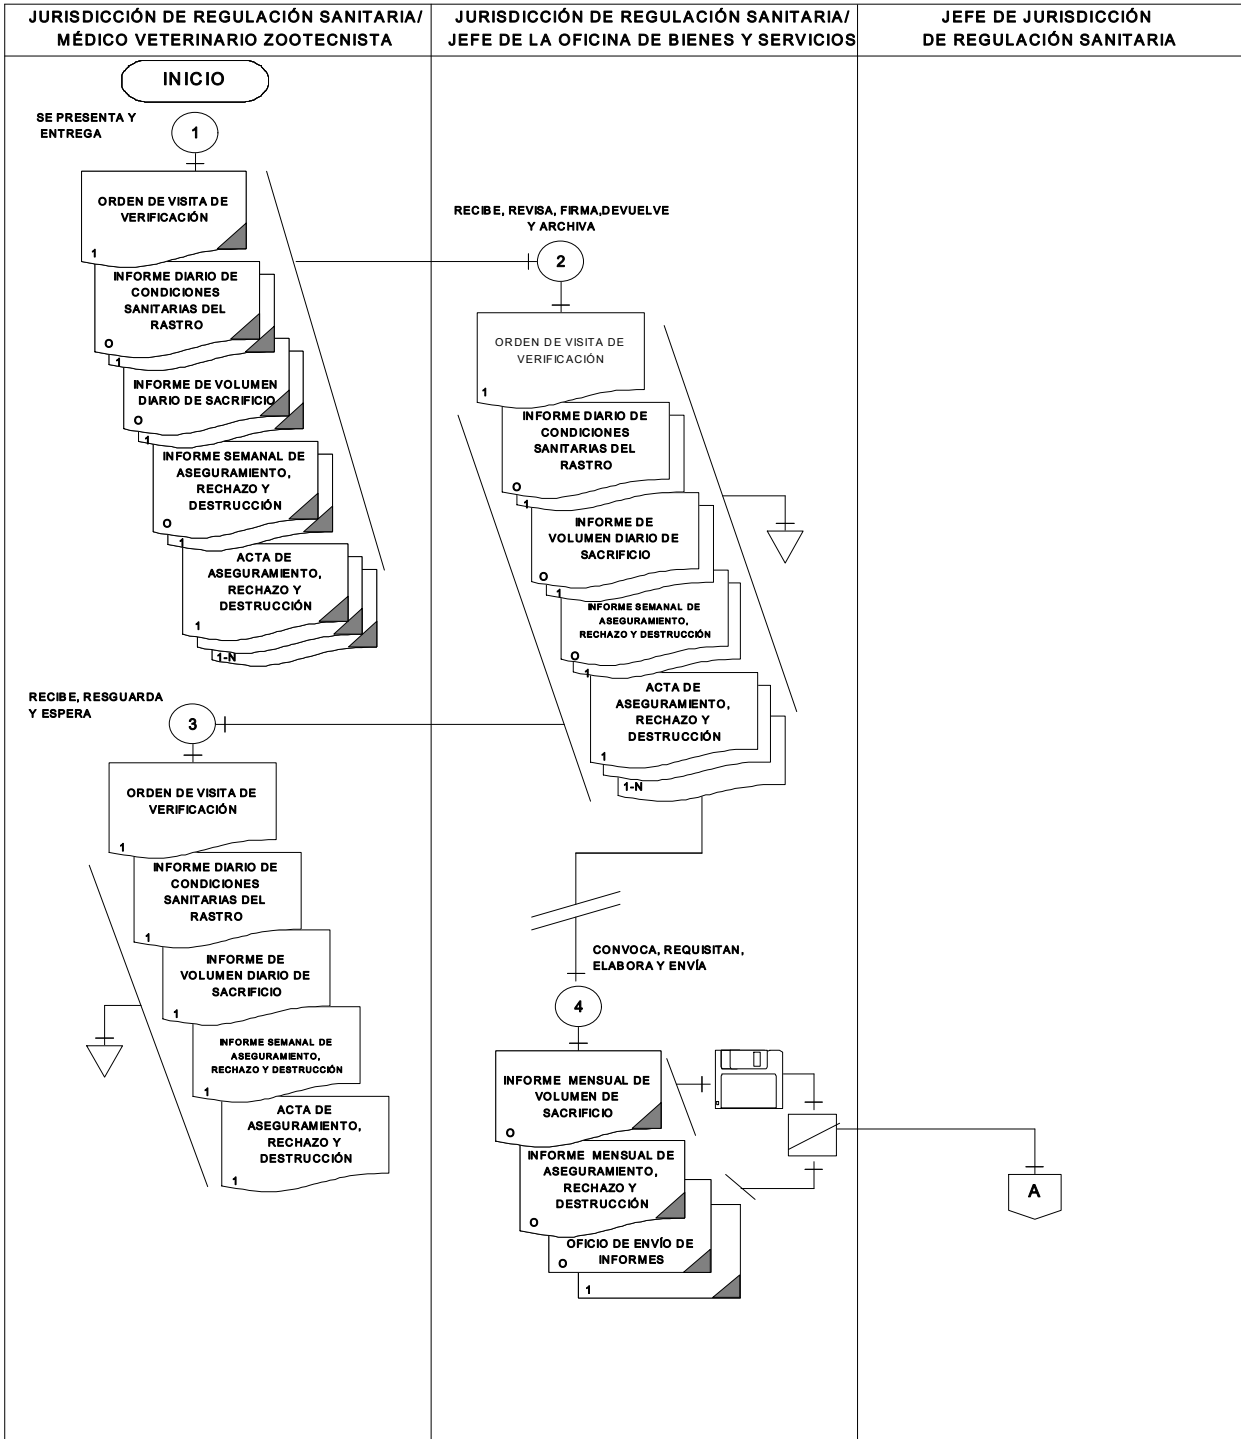 JURISDICCIÓN DE REGULACIÓN SANITARIA/
MÉDICO VETERINARIO ZOOTECNISTA
JURISDICCIÓN DE REGULACIÓN SANITARIA/
JEFE DE LA OFICINA DE BIENES Y SERVICIOS
JEFE DE JURISDICCIÓN
DE REGULACIÓN SANITARIA
INICIO
SE PRESENTA Y
ENTREGA
1
ORDEN DE VISITA DE
VERIFICACIÓN
1
INFORME DIARIO DE
CONDICIONES
SANITARIAS DEL
RASTRO
O
1
INFORME DE VOLUMEN
DIARIO DE SACRIFICIO
O
1
INFORME SEMANAL DE
ASEGURAMIENTO,
RECHAZO Y
DESTRUCCIÓN
O
1
ACTA DE
ASEGURAMIENTO,
RECHAZO Y
DESTRUCCIÓN
1
1-N
RECIBE, REVISA, FIRMA,DEVUELVE
Y ARCHIVA
2
ORDEN DE VISITA DE
VERIFICACIÓN
1
INFORME DIARIO DE
CONDICIONES
SANITARIAS DEL
RASTRO
O
1
INFORME DE
VOLUMEN DIARIO DE
SACRIFICIO
O
1
INFORME SEMANAL DE
ASEGURAMIENTO,
RECHAZO Y DESTRUCCIÓN
O
1
ACTA DE
ASEGURAMIENTO,
RECHAZO Y
DESTRUCCIÓN
1
1-N
RECIBE, RESGUARDA
Y ESPERA
3
ORDEN DE VISITA DE
VERIFICACIÓN
1
INFORME DIARIO DE
CONDICIONES
SANITARIAS DEL
RASTRO
1
INFORME DE
VOLUMEN DIARIO DE
SACRIFICIO
1
INFORME SEMANAL DE
ASEGURAMIENTO,
RECHAZO Y DESTRUCCIÓN
1
ACTA DE
ASEGURAMIENTO,
RECHAZO Y
DESTRUCCIÓN
1
CONVOCA, REQUISITAN,
ELABORA Y ENVÍA
4
INFORME MENSUAL DE
VOLUMEN DE
SACRIFICIO
O
INFORME MENSUAL DE
ASEGURAMIENTO,
RECHAZO Y
DESTRUCCIÓN
O
OFICIO DE ENVÍO DE
INFORMES
O
1
A